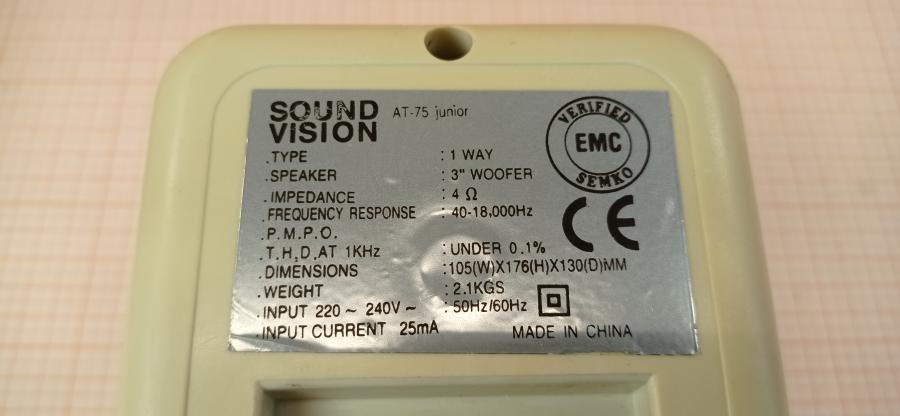 SOUND VISION AT-75 junior
.TYPE : 1 WAY
.SPEAKER : 3" WOOFER
.IMPEDANCE : 4 Ω
.FREQUENCY RESPONSE : 40-18,000Hz
.P.M.P.O.
.T.H,D,AT 1KHz : UNDER 0.1%
.DIMENSIONS :105(W)X176(H)X130(D)MM
.WEIGHT : 2.1KGS
.INPUT 220 ~ 240V ~ : 50Hz/60Hz
.INPUT CURRENT 25mA
MADE IN CHINA
VERIFIED
EMC
SEMKO
CE